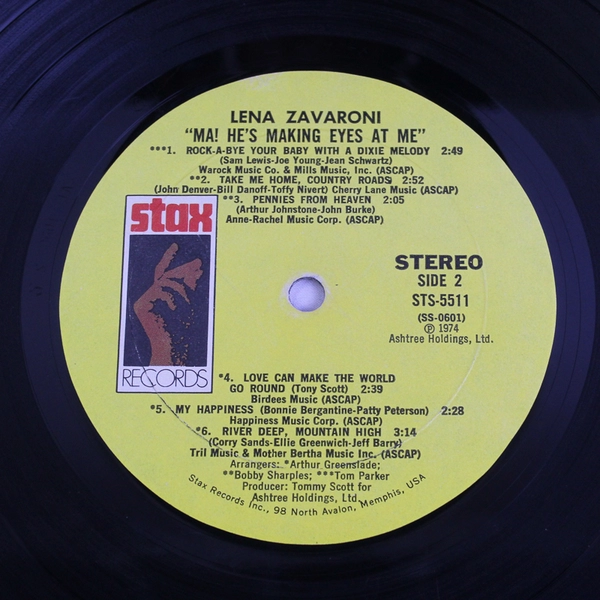 LENA ZAVARONI
"MA! HE'S MAKING EYES AT ME"
***1. ROCK-A-BYE YOUR BABY WITH A DIXIE MELODY 2:49
(Sam Lewis-Joe Young-Jean Schwartz)
Warock Music Co. & Mills Music, Inc. (ASCAP)
**2. TAKE ME HOME, COUNTRY ROADS 2:52
(John Denver-Bill Danoff-Toffy Nivert) Cherry Lane Music (ASCAP)
**3. PENNIES FROM HEAVEN 2:05
(Arthur Johnstone-John Burke)
Anne-Rachel Music Corp. (ASCAP)
stax
RECORDS
STEREO
SIDE 2
STS-5511
(SS-0601)
℗ 1974
Ashtree Holdings, Ltd.
*4. LOVE CAN MAKE THE WORLD
GO ROUND (Tony Scott) 2:39
Birdees Music (ASCAP)
*5. MY HAPPINESS (Bonnie Bergantine-Patty Peterson) 2:28
Happiness Music Corp. (ASCAP)
*6. RIVER DEEP, MOUNTAIN HIGH 3:14
(Corry Sands-Ellie Greenwich-Jeff Barry)
Tril Music & Mother Bertha Music Inc. (ASCAP)
Arrangers: *Arthur Greenslade;
**Bobby Sharples; ***Tom Parker
Producer: Tommy Scott for
Ashtree Holdings, Ltd.
Stax Records Inc., 98 North Avalon, Memphis, USA